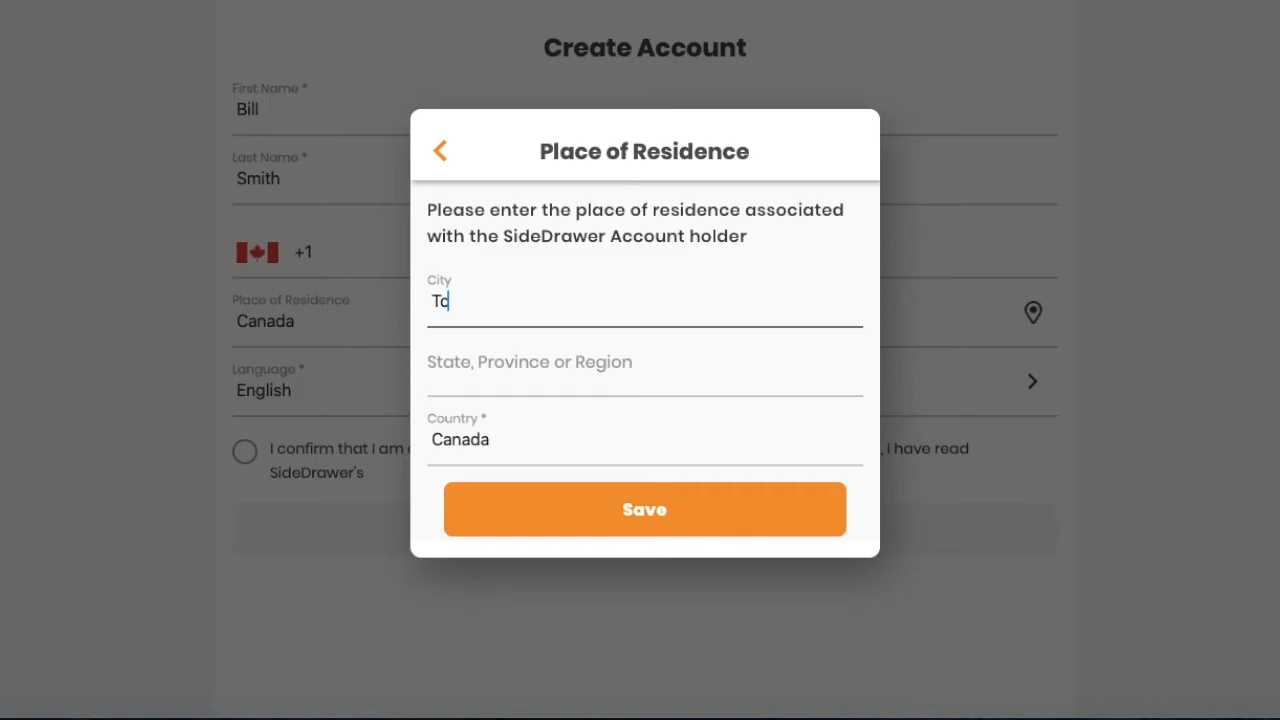 Create Account
First Name *
Bill
Last Name *
Smith
+1
Place of Residence
Canada
Language *
English
I confirm that I am
, I have read
SideDrawer's
Place of Residence
Please enter the place of residence associated
with the SideDrawer Account holder
City
To
State, Province or Region
Country *
Canada
Save